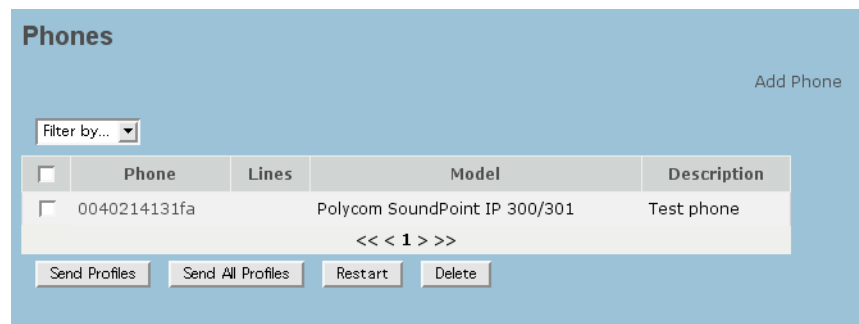 Phones
Add Phone
Filter by...
Phone Lines Model Description
0040214131fa Polycom SoundPoint IP 300/301 Test phone
<< < 1 > >>
Send Profiles Send All Profiles Restart Delete